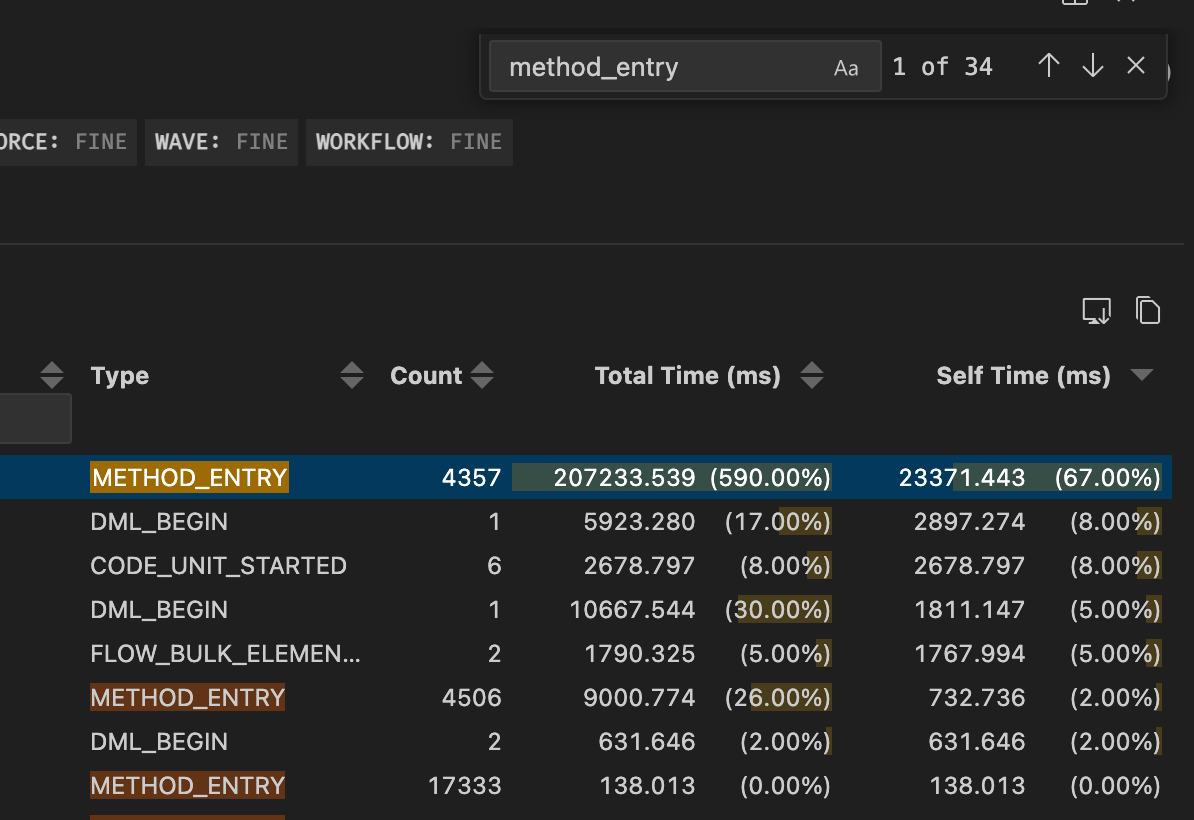 method_entry Aa 1 of 34
ORCE: FINE WAVE: FINE WORKFLOW: FINE
Type Count Total Time (ms) Self Time (ms)
METHOD_ENTRY 4357 207233.539 (590.00%) 23371.443 (67.00%)
DML_BEGIN 1 5923.280 (17.00%) 2897.274 (8.00%)
CODE_UNIT_STARTED 6 2678.797 (8.00%) 2678.797 (8.00%)
DML_BEGIN 1 10667.544 (30.00%) 1811.147 (5.00%)
FLOW_BULK_ELEMEN... 2 1790.325 (5.00%) 1767.994 (5.00%)
METHOD_ENTRY 4506 9000.774 (26.00%) 732.736 (2.00%)
DML_BEGIN 2 631.646 (2.00%) 631.646 (2.00%)
METHOD_ENTRY 17333 138.013 (0.00%) 138.013 (0.00%)